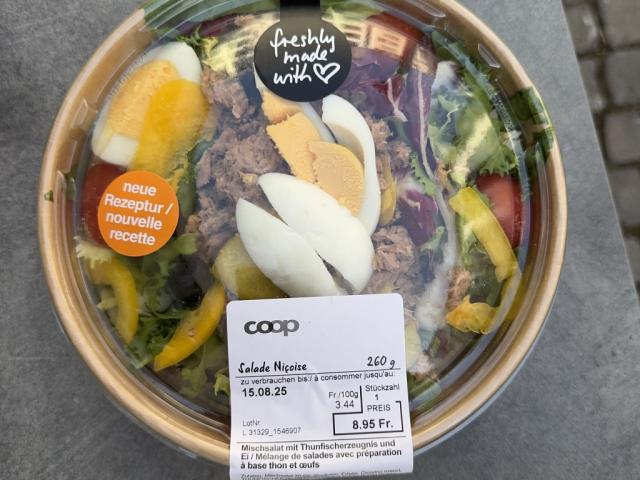 freshly
made
with
neue
Rezeptur /
nouvelle
recette
coop
Salade Niçoise 260 g
zu verbrauchen bis:/ à consommer jusqu'au:
15.08.25
Fr./100g
3.44
Stückzahl
1
PREIS
8.95 Fr.
LotNr
L 31329_1546907
Mischsalat mit Thunfischerzeugnis und
Ei / Mélange de salades avec préparation
à base thon et œufs